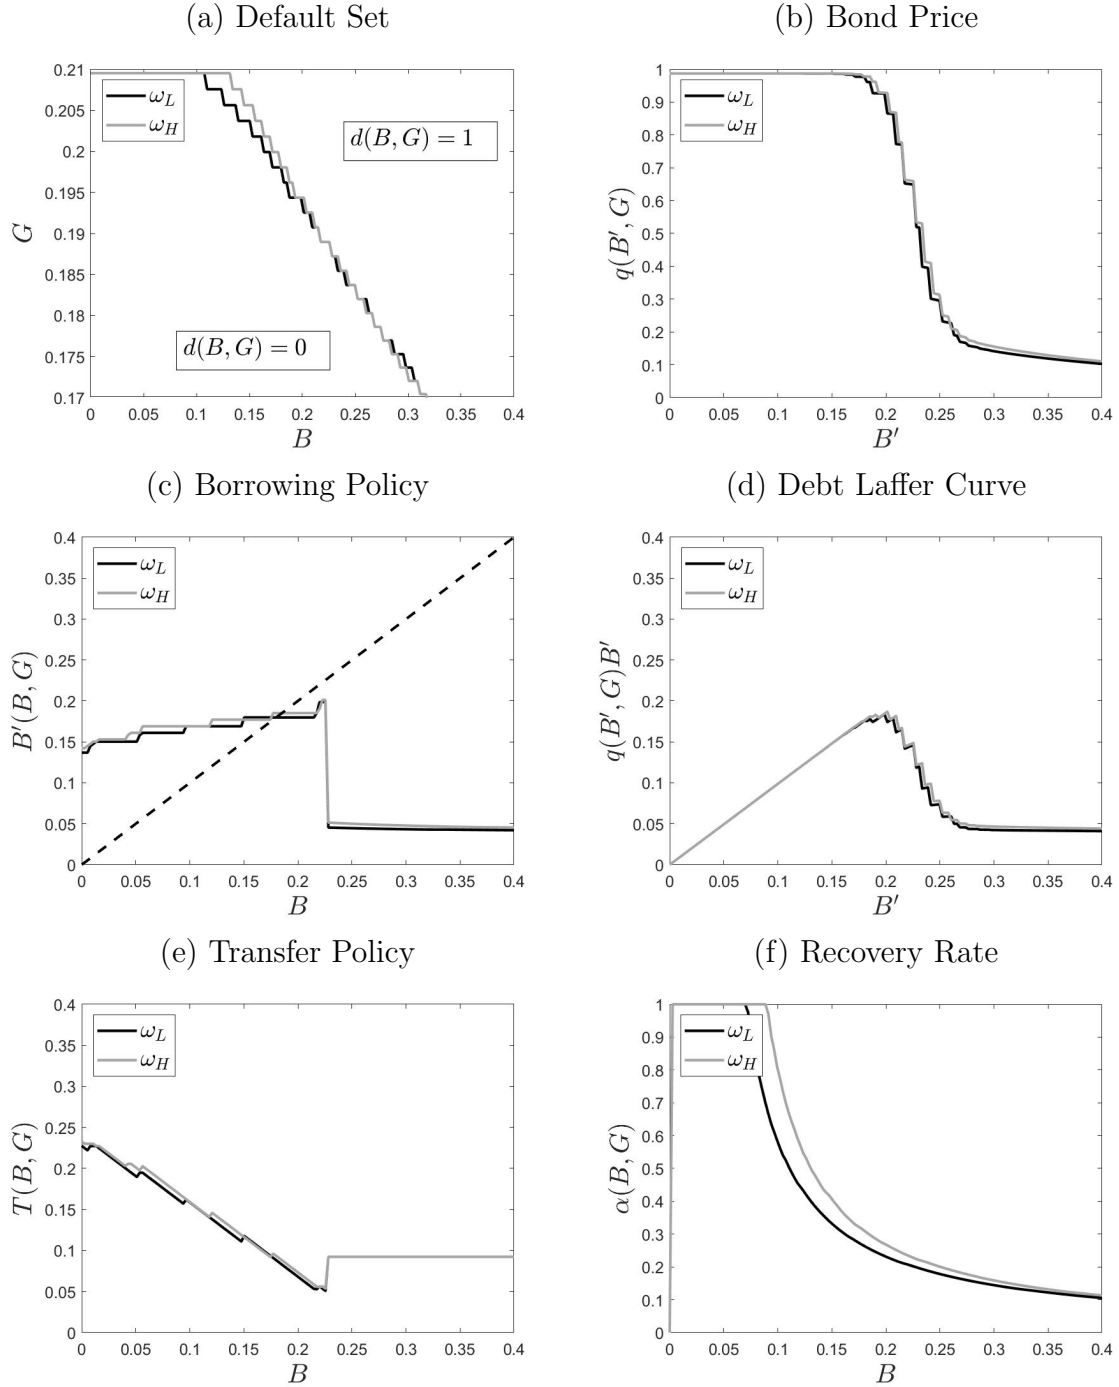 (a) Default Set
0.21
0.205
0.2
0.195
0.19
0.185
0.18
0.175
0.17
G
ω_L
ω_H
d(B, G) = 1
d(B, G) = 0
0 0.05 0.1 0.15 0.2 0.25 0.3 0.35 0.4
B
(b) Bond Price
1
0.9
0.8
0.7
0.6
0.5
0.4
0.3
0.2
0.1
0
q(B′, G)
ω_L
ω_H
0 0.05 0.1 0.15 0.2 0.25 0.3 0.35 0.4
B′
(c) Borrowing Policy
0.4
0.35
0.3
0.25
0.2
0.15
0.1
0.05
0
B′(B, G)
ω_L
ω_H
0 0.05 0.1 0.15 0.2 0.25 0.3 0.35 0.4
B
(d) Debt Laffer Curve
0.4
0.35
0.3
0.25
0.2
0.15
0.1
0.05
0
q(B′, G)B′
ω_L
ω_H
0 0.05 0.1 0.15 0.2 0.25 0.3 0.35 0.4
B′
(e) Transfer Policy
0.4
0.35
0.3
0.25
0.2
0.15
0.1
0.05
0
T(B, G)
ω_L
ω_H
0 0.05 0.1 0.15 0.2 0.25 0.3 0.35 0.4
B
(f) Recovery Rate
1
0.9
0.8
0.7
0.6
0.5
0.4
0.3
0.2
0.1
0
α(B, G)
ω_L
ω_H
0 0.05 0.1 0.15 0.2 0.25 0.3 0.35 0.4
B